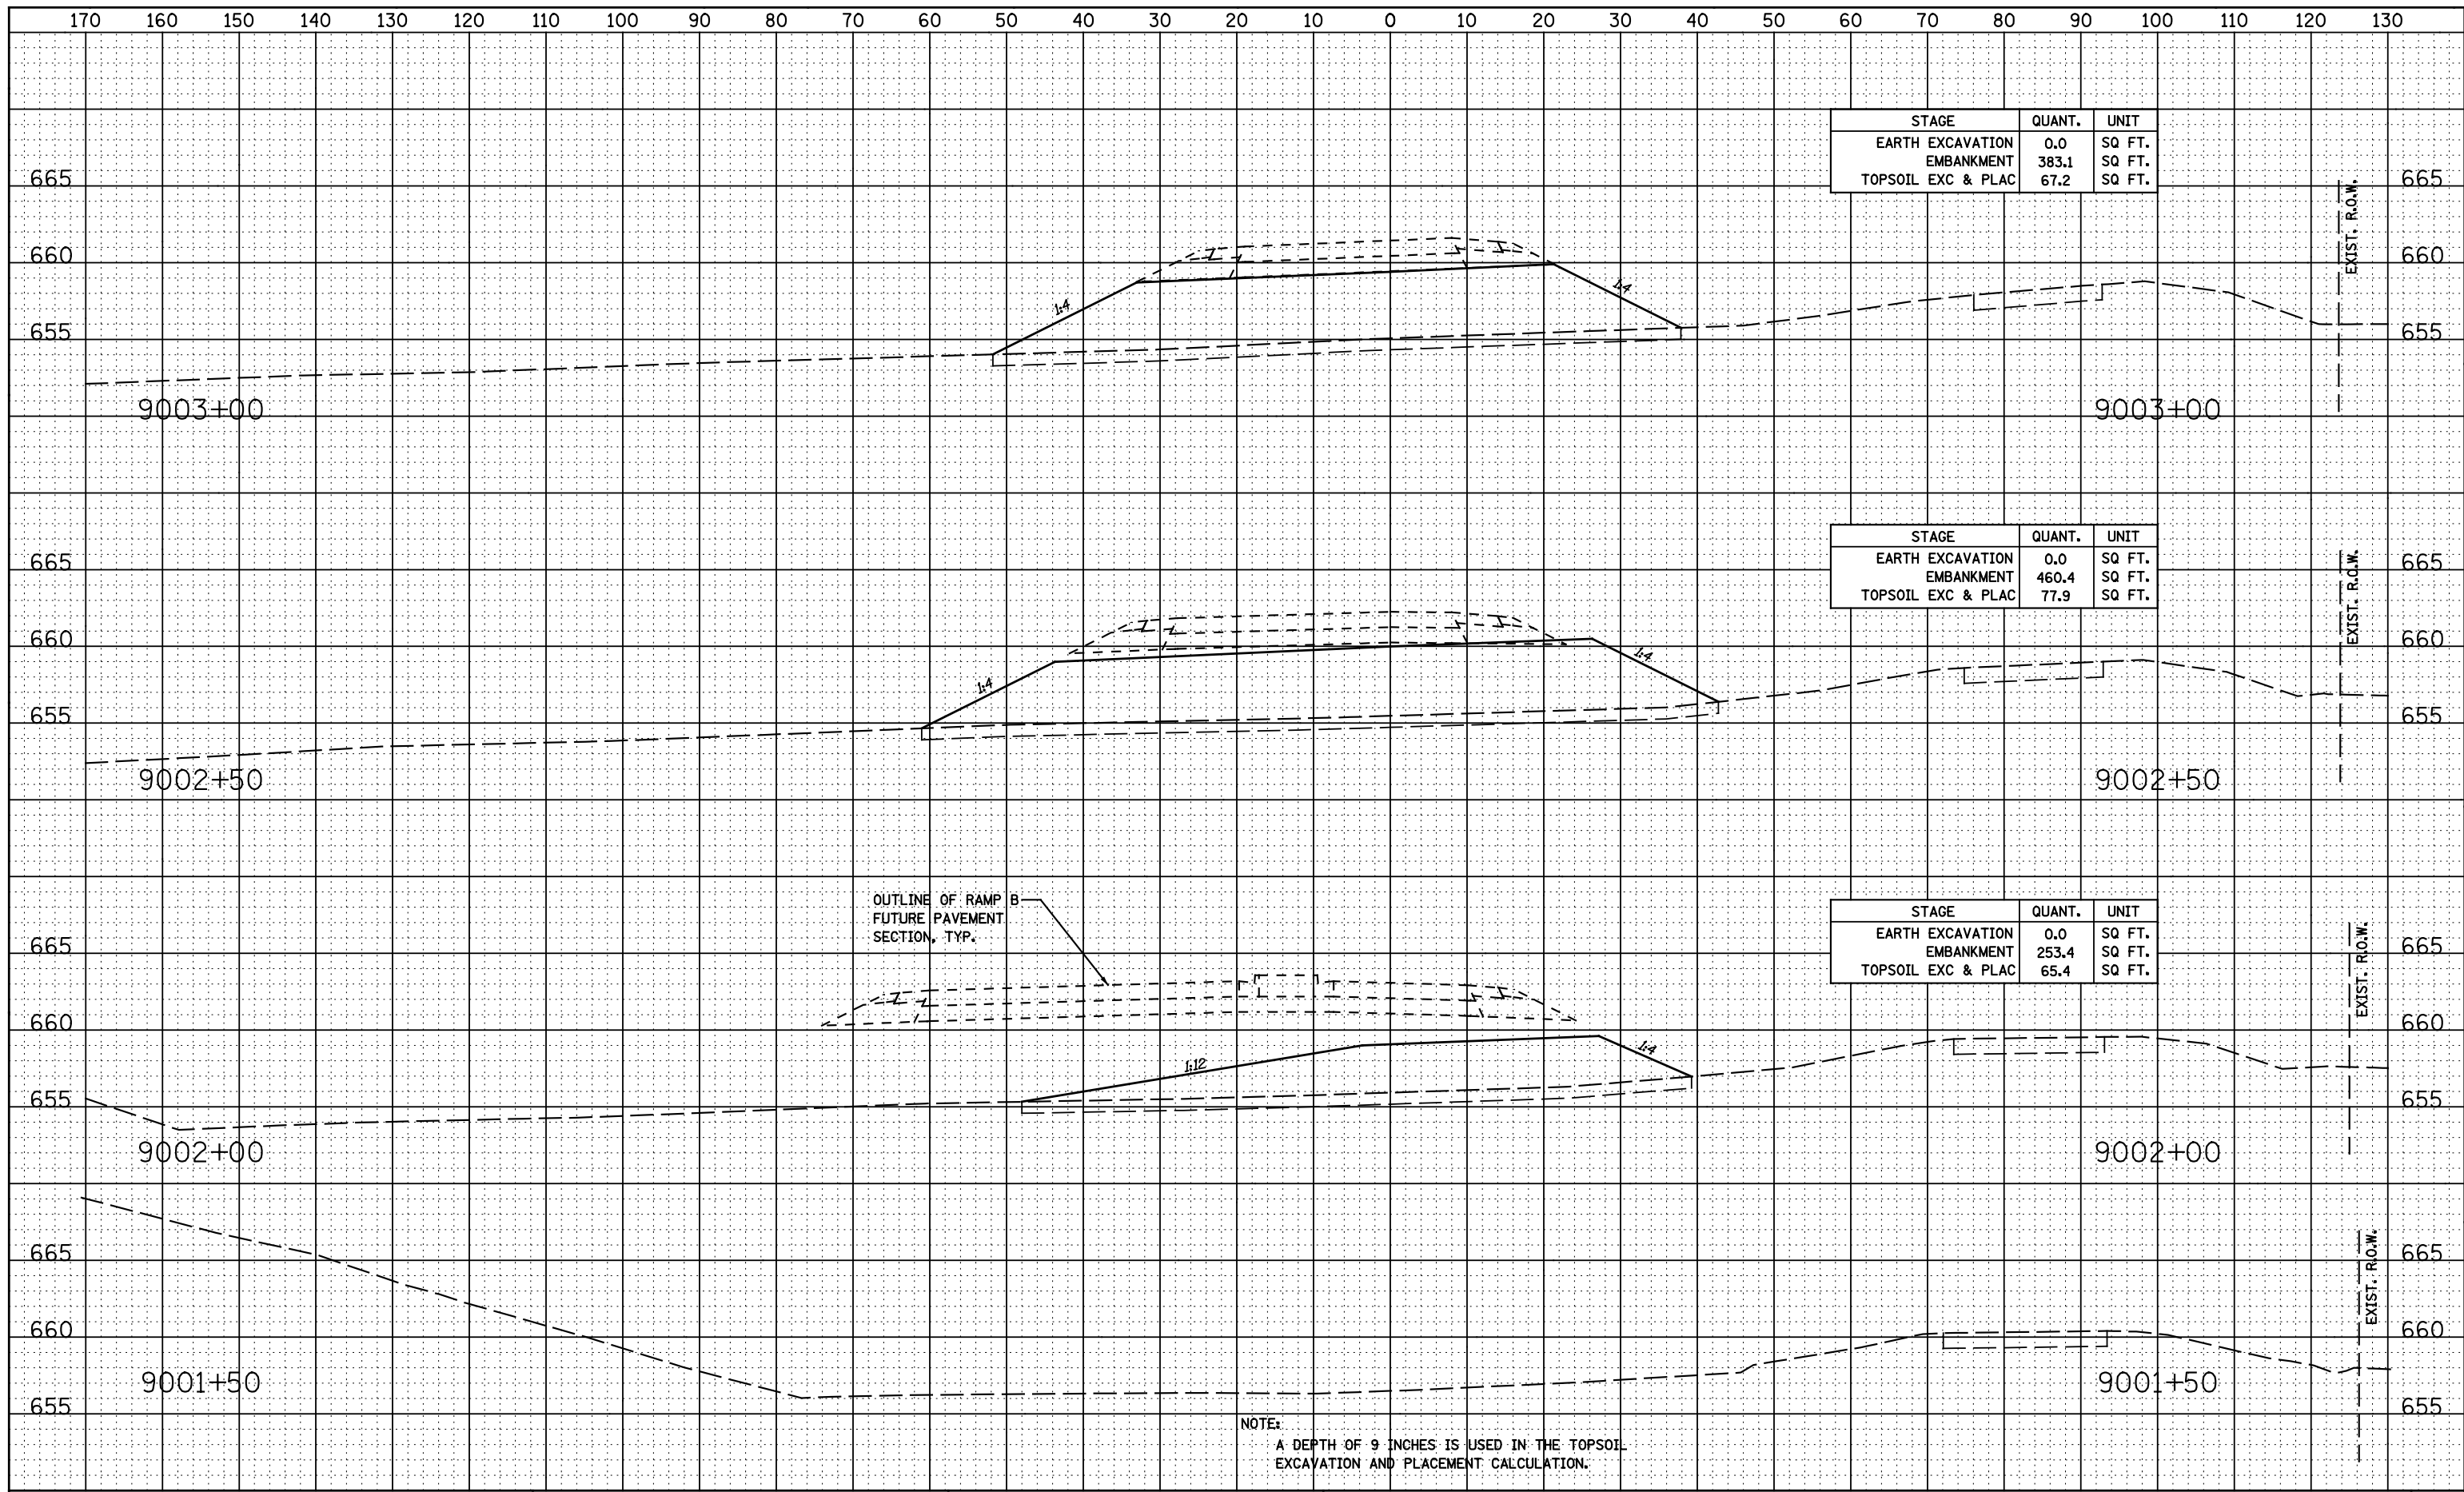 170 160 150 140 130 120 110 100 90 80 70 60 50 40 30 20 10 0 10 20 30 40 50 60 70 80 90 100 110 120 130
STAGE QUANT. UNIT
EARTH EXCAVATION 0.0 SQ FT.
EMBANKMENT 383.1 SQ FT.
TOPSOIL EXC & PLAC 67.2 SQ FT.
665 665
EXIST. R.O.W.
660 660
1:4 1:4
655 655
9003+00 9003+00
STAGE QUANT. UNIT
EARTH EXCAVATION 0.0 SQ FT.
EMBANKMENT 460.4 SQ FT.
TOPSOIL EXC & PLAC 77.9 SQ FT.
665 665
EXIST. R.O.W.
660 660
1:4 1:4
655 655
9002+50 9002+50
OUTLINE OF RAMP B
FUTURE PAVEMENT
SECTION, TYP.
STAGE QUANT. UNIT
EARTH EXCAVATION 0.0 SQ FT.
EMBANKMENT 253.4 SQ FT.
TOPSOIL EXC & PLAC 65.4 SQ FT.
665 665
EXIST. R.O.W.
660 660
1:12 1:4
655 655
9002+00 9002+00
665 665
EXIST. R.O.W.
660 660
9001+50 9001+50
655 655
NOTE:
A DEPTH OF 9 INCHES IS USED IN THE TOPSOIL
EXCAVATION AND PLACEMENT CALCULATION.